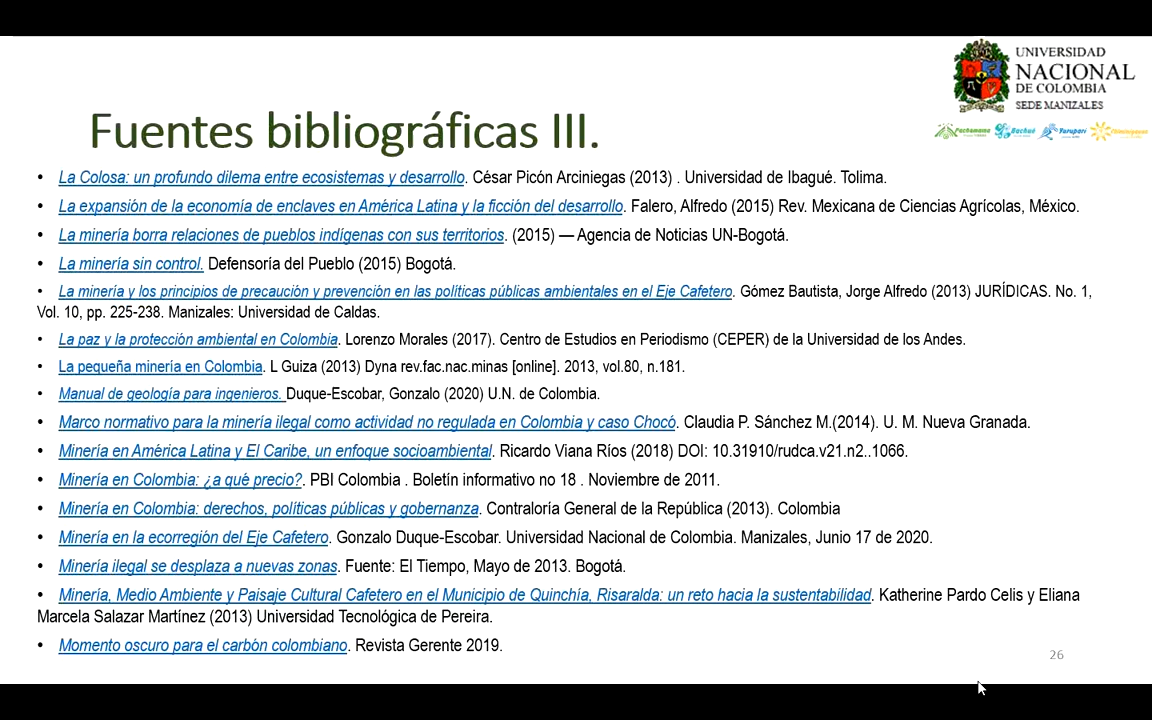 UNIVERSIDAD
NACIONAL
DE COLOMBIA
SEDE MANIZALES
Pachamama Bachué Yurupari
Fuentes bibliográficas III.
• La Colosa: un profundo dilema entre ecosistemas y desarrollo. César Picón Arciniegas (2013) . Universidad de Ibagué. Tolima.
• La expansión de la economía de enclaves en América Latina y la ficción del desarrollo. Falero, Alfredo (2015) Rev. Mexicana de Ciencias Agrícolas, México.
• La minería borra relaciones de pueblos indígenas con sus territorios. (2015) — Agencia de Noticias UN-Bogotá.
• La minería sin control. Defensoría del Pueblo (2015) Bogotá.
• La minería y los principios de precaución y prevención en las políticas públicas ambientales en el Eje Cafetero. Gómez Bautista, Jorge Alfredo (2013) JURÍDICAS. No. 1,
Vol. 10, pp. 225-238. Manizales: Universidad de Caldas.
• La paz y la protección ambiental en Colombia. Lorenzo Morales (2017). Centro de Estudios en Periodismo (CEPER) de la Universidad de los Andes.
• La pequeña minería en Colombia. L Guiza (2013) Dyna rev.fac.nac.minas [online]. 2013, vol.80, n.181.
• Manual de geología para ingenieros. Duque-Escobar, Gonzalo (2020) U.N. de Colombia.
• Marco normativo para la minería ilegal como actividad no regulada en Colombia y caso Chocó. Claudia P. Sánchez M.(2014). U. M. Nueva Granada.
• Minería en América Latina y El Caribe, un enfoque socioambiental. Ricardo Viana Ríos (2018) DOI: 10.31910/rudca.v21.n2..1066.
• Minería en Colombia: ¿a qué precio?. PBI Colombia . Boletín informativo no 18 . Noviembre de 2011.
• Minería en Colombia: derechos, políticas públicas y gobernanza. Contraloría General de la República (2013). Colombia
• Minería en la ecorregión del Eje Cafetero. Gonzalo Duque-Escobar. Universidad Nacional de Colombia. Manizales, Junio 17 de 2020.
• Minería ilegal se desplaza a nuevas zonas. Fuente: El Tiempo, Mayo de 2013. Bogotá.
• Minería, Medio Ambiente y Paisaje Cultural Cafetero en el Municipio de Quinchía, Risaralda: un reto hacia la sustentabilidad. Katherine Pardo Celis y Eliana
Marcela Salazar Martínez (2013) Universidad Tecnológica de Pereira.
• Momento oscuro para el carbón colombiano. Revista Gerente 2019.
26